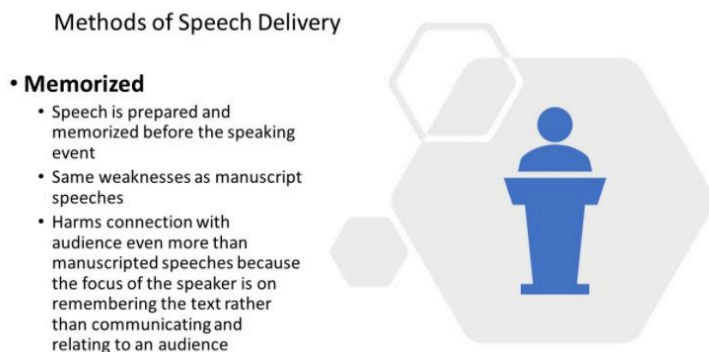 Methods of Speech Delivery
• Memorized
• Speech is prepared and
memorized before the speaking
event
• Same weaknesses as manuscript
speeches
• Harms connection with
audience even more than
manuscripted speeches because
the focus of the speaker is on
remembering the text rather
than communicating and
relating to an audience